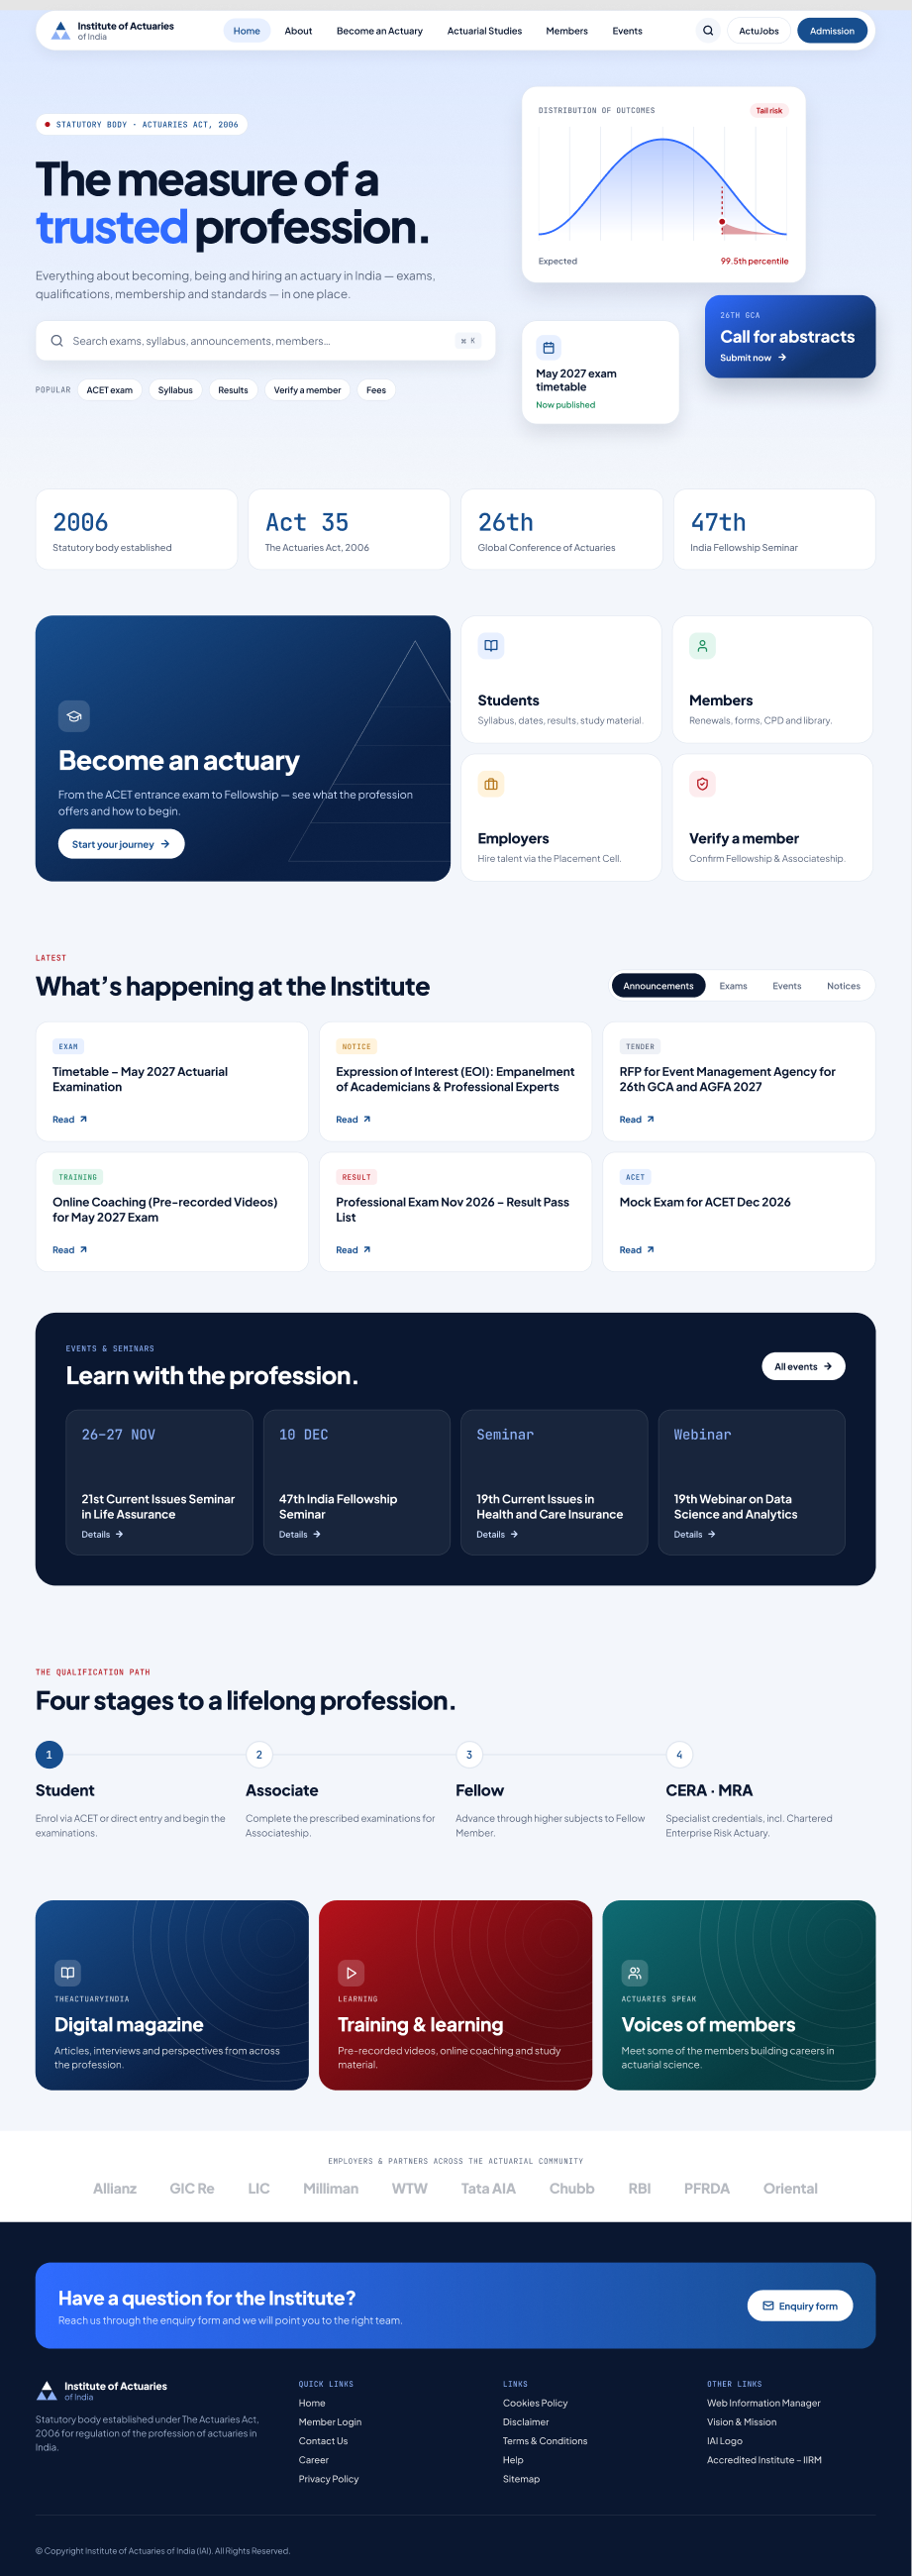 Institute of Actuaries
of India
Home
About
Become an Actuary
Actuarial Studies
Members
Events
ActuJobs
Admission
STATUTORY BODY · ACTUARIES ACT, 2006
The measure of a
trusted profession.
Everything about becoming, being and hiring an actuary in India — exams,
qualifications, membership and standards — in one place.
Search exams, syllabus, announcements, members...
⌘ K
POPULAR
ACET exam
Syllabus
Results
Verify a member
Fees
DISTRIBUTION OF OUTCOMES
Tail risk
Expected
99.5th percentile
26TH GCA
Call for abstracts
Submit now →
May 2027 exam
timetable
Now published
2006
Statutory body established
Act 35
The Actuaries Act, 2006
26th
Global Conference of Actuaries
47th
India Fellowship Seminar
Become an actuary
From the ACET entrance exam to Fellowship — see what the profession
offers and how to begin.
Start your journey →
Students
Syllabus, dates, results, study material.
Members
Renewals, forms, CPD and library.
Employers
Hire talent via the Placement Cell.
Verify a member
Confirm Fellowship & Associateship.
LATEST
What’s happening at the Institute
Announcements
Exams
Events
Notices
EXAM
Timetable – May 2027 Actuarial
Examination
Read
NOTICE
Expression of Interest (EOI): Empanelment
of Academicians & Professional Experts
Read
TENDER
RFP for Event Management Agency for
26th GCA and AGFA 2027
Read
TRAINING
Online Coaching (Pre-recorded Videos)
for May 2027 Exam
Read
RESULT
Professional Exam Nov 2026 – Result Pass
List
Read
ACET
Mock Exam for ACET Dec 2026
Read
EVENTS & SEMINARS
Learn with the profession.
All events →
26–27 NOV
21st Current Issues Seminar
in Life Assurance
Details →
10 DEC
47th India Fellowship
Seminar
Details →
Seminar
19th Current Issues in
Health and Care Insurance
Details →
Webinar
19th Webinar on Data
Science and Analytics
Details →
THE QUALIFICATION PATH
Four stages to a lifelong profession.
1
Student
Enrol via ACET or direct entry and begin the
examinations.
2
Associate
Complete the prescribed examinations for
Associateship.
3
Fellow
Advance through higher subjects to Fellow
Member.
4
CERA · MRA
Specialist credentials, incl. Chartered
Enterprise Risk Actuary.
THEACTUARYINDIA
Digital magazine
Articles, interviews and perspectives from across
the profession.
LEARNING
Training & learning
Pre-recorded videos, online coaching and study
material.
ACTUARIES SPEAK
Voices of members
Meet some of the members building careers in
actuarial science.
EMPLOYERS & PARTNERS ACROSS THE ACTUARIAL COMMUNITY
Allianz
GIC Re
LIC
Milliman
WTW
Tata AIA
Chubb
RBI
PFRDA
Oriental
Have a question for the Institute?
Reach us through the enquiry form and we will point you to the right team.
Enquiry form
Institute of Actuaries
of India
Statutory body established under The Actuaries Act,
2006 for regulation of the profession of actuaries in
India.
QUICK LINKS
Home
Member Login
Contact Us
Career
Privacy Policy
LINKS
Cookies Policy
Disclaimer
Terms & Conditions
Help
Sitemap
OTHER LINKS
Web Information Manager
Vision & Mission
IAI Logo
Accredited Institute – IIRM
© Copyright Institute of Actuaries of India (IAI). All Rights Reserved.